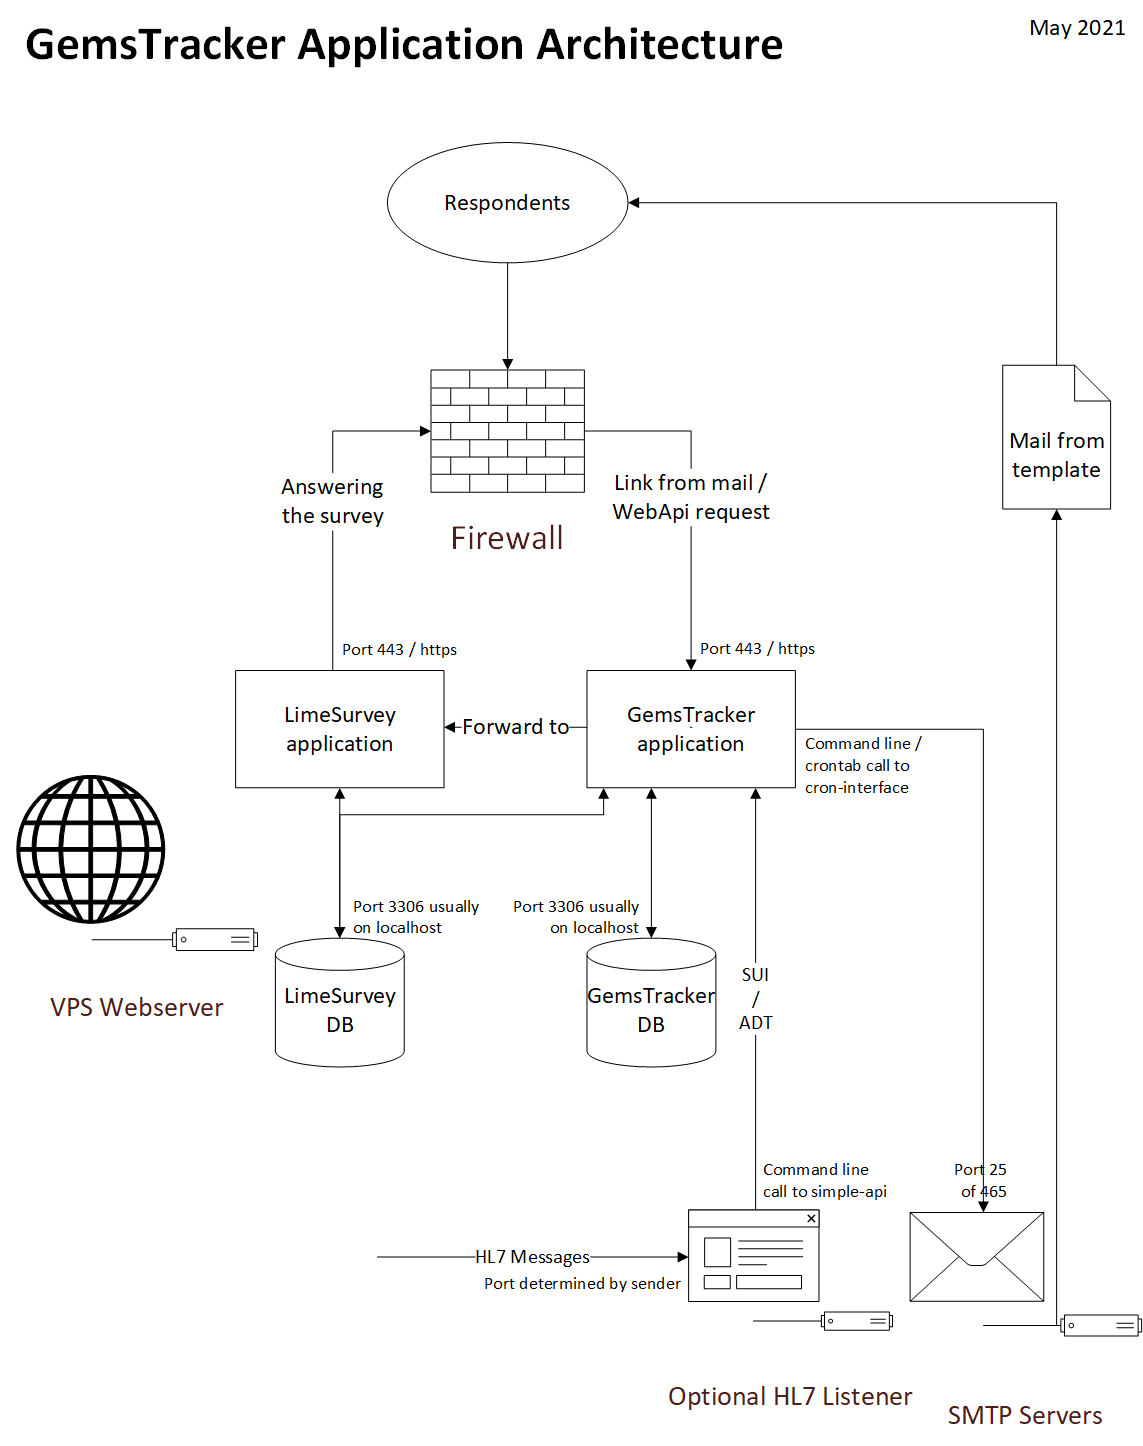 GemsTracker Application Architecture
May 2021
Respondents
Mail from
template
Answering
the survey
Link from mail /
WebApi request
Firewall
Port 443 / https
Port 443 / https
LimeSurvey
application
Forward to
GemsTracker
application
Command line /
crontab call to
cron-interface
Port 3306 usually
on localhost
Port 3306 usually
on localhost
LimeSurvey
DB
GemsTracker
DB
SUI
/
ADT
VPS Webserver
Command line
call to simple-api
Port 25
of 465
HL7 Messages
Port determined by sender
Optional HL7 Listener
SMTP Servers